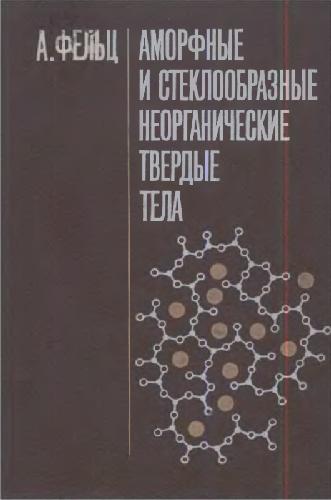 А. ФЕЛЬЦ
АМОРФНЫЕ
И СТЕКЛООБРАЗНЫЕ
НЕОРГАНИЧЕСКИЕ
ТВЕРДЫЕ
ТЕЛА